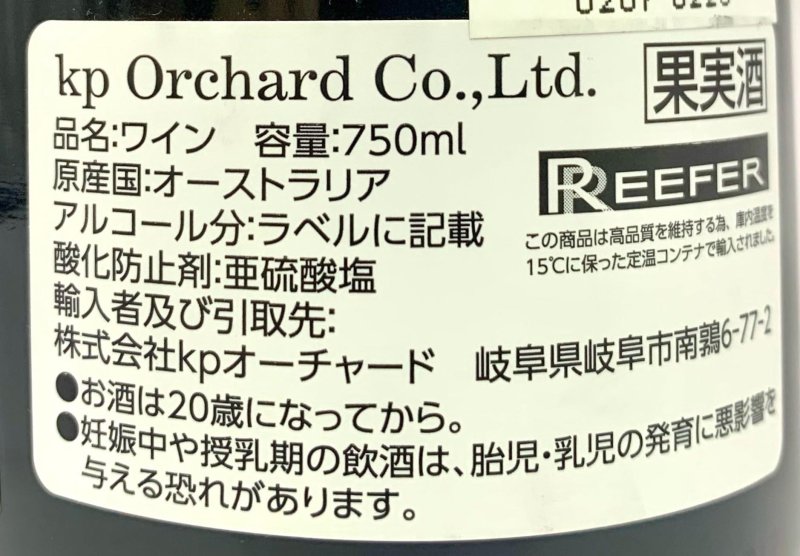 kp Orchard Co.,Ltd.
果実酒
品名:ワイン 容量:750ml
原産国:オーストラリア
アルコール分:ラベルに記載
酸化防止剤:亜硫酸塩
REEFER
この商品は高品質を維持する為、庫内温度を
15℃に保った定温コンテナで輸入されました。
輸入者及び引取先:
株式会社kpオーチャード 岐阜県岐阜市南鶉6-77-2
●お酒は20歳になってから。
●妊娠中や授乳期の飲酒は、胎児・乳児の発育に悪影響を
与える恐れがあります。